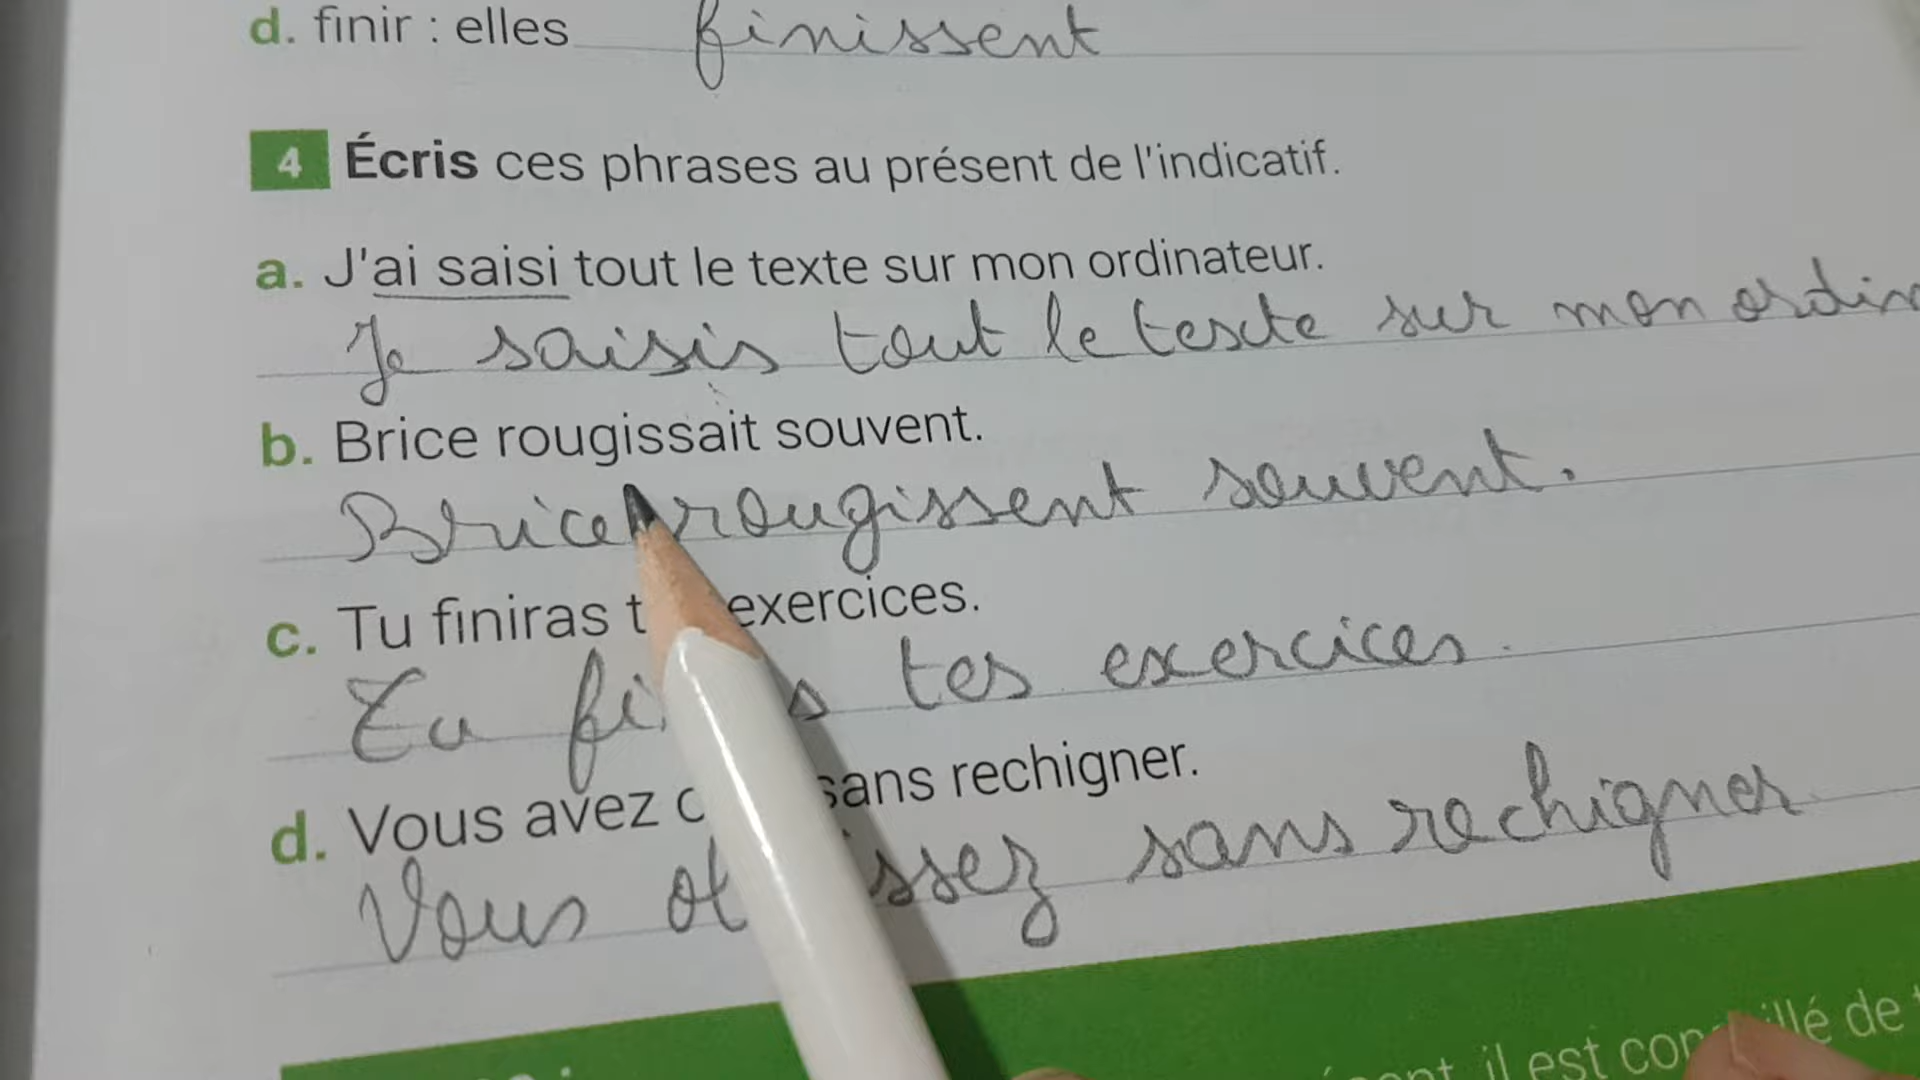 d. finir : elles finissent
4 Écris ces phrases au présent de l'indicatif.
a. J'ai saisi tout le texte sur mon ordinateur.
Je saisis tout le texte sur mon ordin
b. Brice rougissait souvent.
Brice rougissent souvent.
c. Tu finiras exercices.
Tu tes exercices.
d. Vous avez sans rechigner.
Vous sans rechigner
il est de